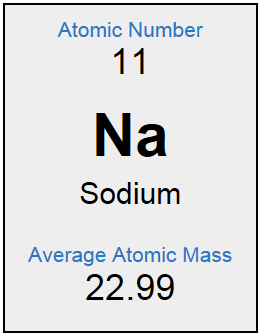 Atomic Number
11
Na
Sodium
Average Atomic Mass
22.99